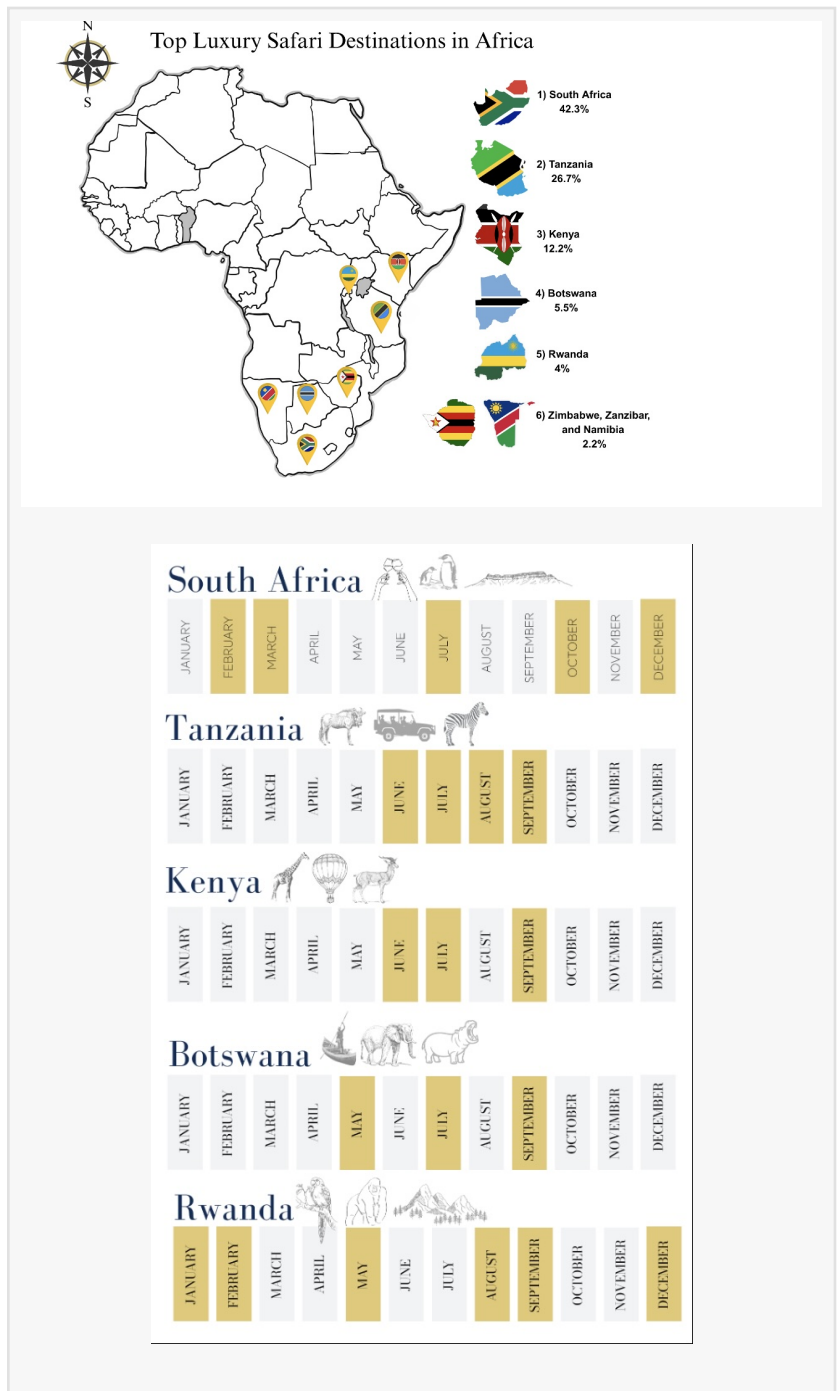 N
S
Top Luxury Safari Destinations in Africa
1) South Africa
42.3%
2) Tanzania
26.7%
3) Kenya
12.2%
4) Botswana
5.5%
5) Rwanda
4%
6) Zimbabwe, Zanzibar,
and Namibia
2.2%
South Africa
JANUARY
FEBRUARY
MARCH
APRIL
MAY
JUNE
JULY
AUGUST
SEPTEMBER
OCTOBER
NOVEMBER
DECEMBER
Tanzania
JANUARY
FEBRUARY
MARCH
APRIL
MAY
JUNE
JULY
AUGUST
SEPTEMBER
OCTOBER
NOVEMBER
DECEMBER
Kenya
JANUARY
FEBRUARY
MARCH
APRIL
MAY
JUNE
JULY
AUGUST
SEPTEMBER
OCTOBER
NOVEMBER
DECEMBER
Botswana
JANUARY
FEBRUARY
MARCH
APRIL
MAY
JUNE
JULY
AUGUST
SEPTEMBER
OCTOBER
NOVEMBER
DECEMBER
Rwanda
JANUARY
FEBRUARY
MARCH
APRIL
MAY
JUNE
JULY
AUGUST
SEPTEMBER
OCTOBER
NOVEMBER
DECEMBER